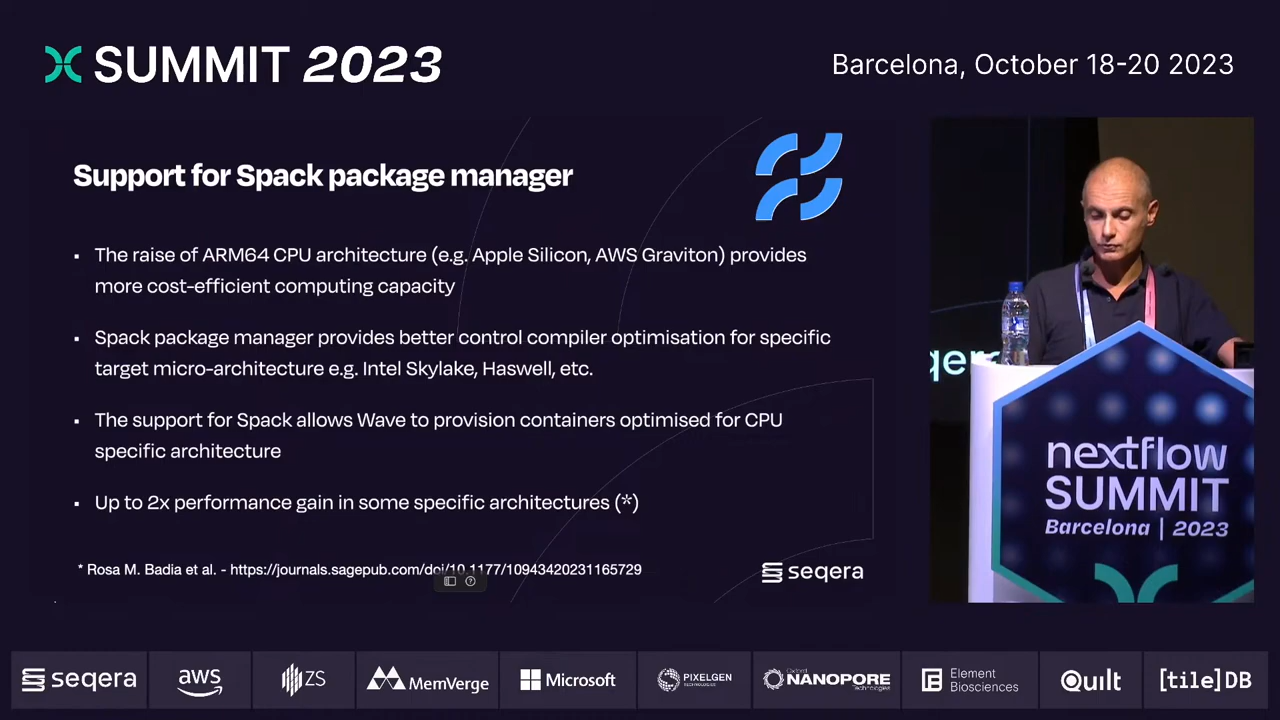 SUMMIT 2023
Barcelona, October 18-20 2023
Support for Spack package manager
▪ The raise of ARM64 CPU architecture (e.g. Apple Silicon, AWS Graviton) provides
more cost-efficient computing capacity
▪ Spack package manager provides better control compiler optimisation for specific
target micro-architecture e.g. Intel Skylake, Haswell, etc.
▪ The support for Spack allows Wave to provision containers optimised for CPU
specific architecture
▪ Up to 2x performance gain in some specific architectures (*)
* Rosa M. Badia et al. - https://journals.sagepub.com/doi/10.1177/10943420231165729
seqera
qera
nextflow
SUMMIT
Barcelona | 2023
seqera
aws
ZS
MemVerge
Microsoft
PIXELGEN
TECHNOLOGIES
Oxford
NANOPORE
Technologies
Element
Biosciences
Quilt
[tile]DB